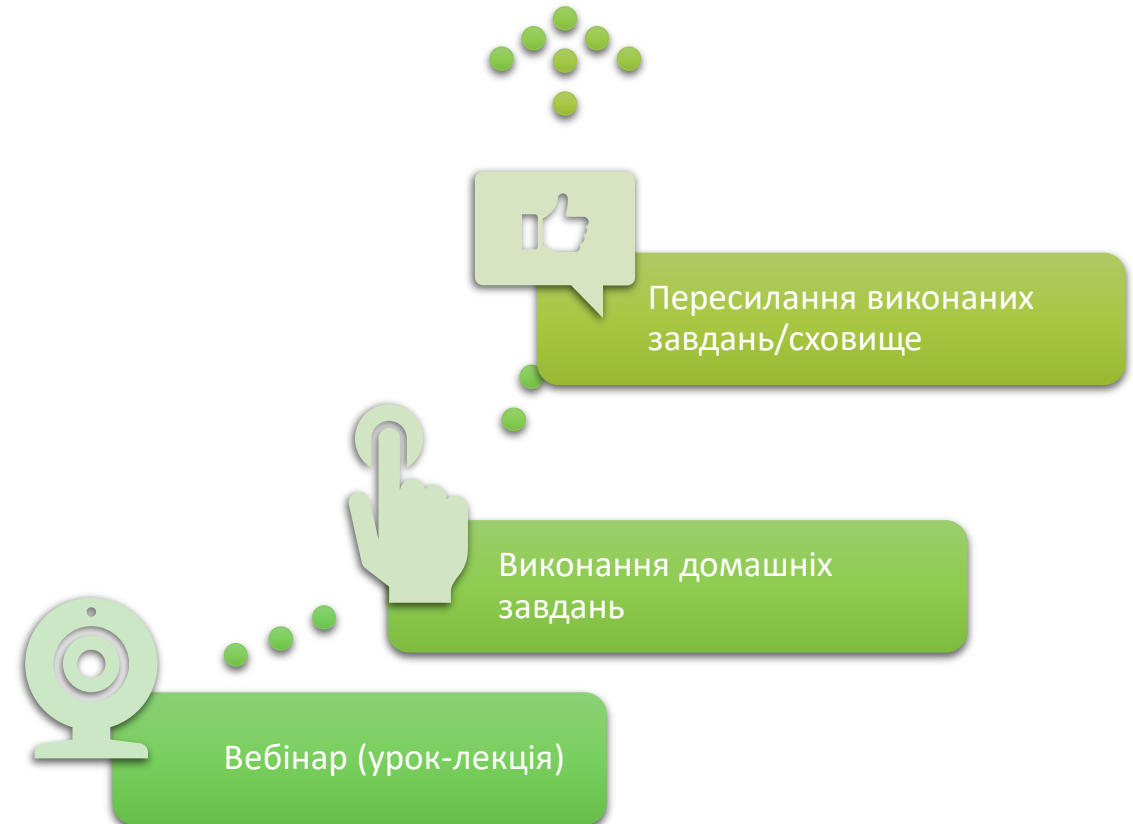 Пересилання виконаних
завдань/сховище
Виконання домашніх
завдань
Вебінар (урок-лекція)